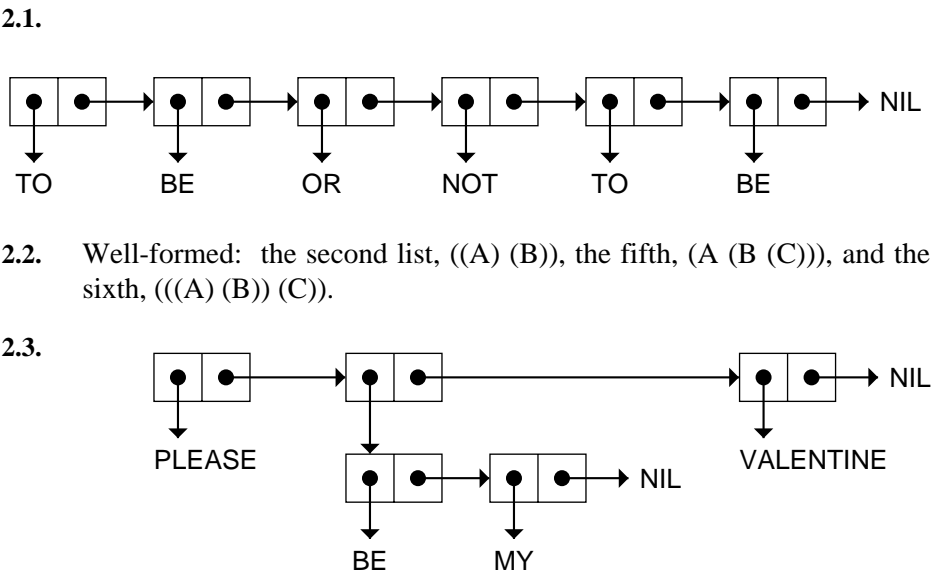 2.1.
NIL
TO BE OR NOT TO BE
2.2. Well-formed: the second list, ((A) (B)), the fifth, (A (B (C))), and the
sixth, (((A) (B)) (C)).
2.3.
NIL
PLEASE VALENTINE
NIL
BE MY